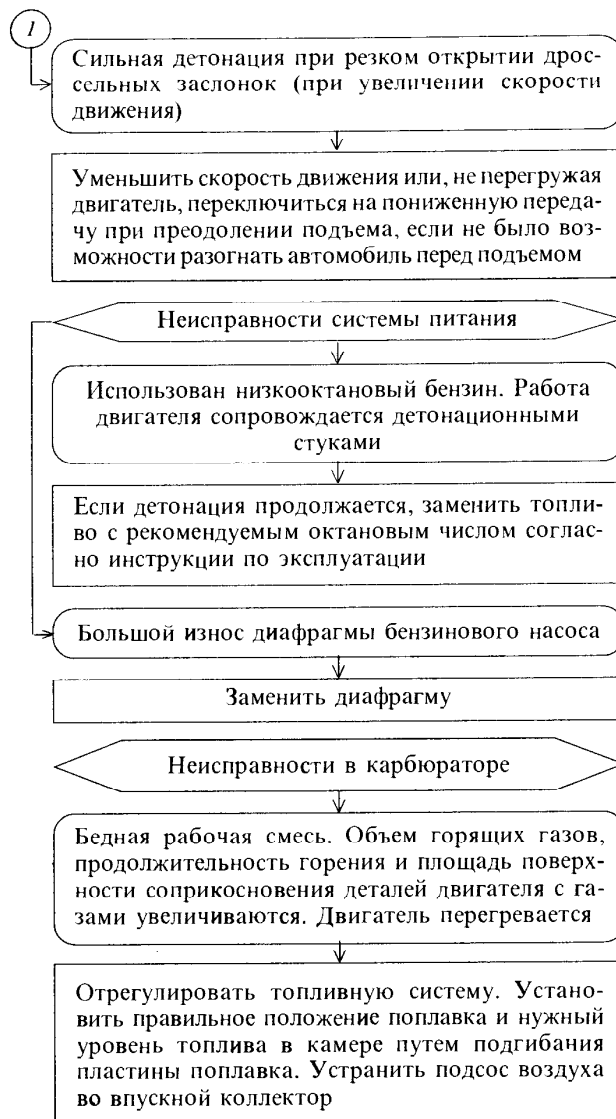 1
Сильная детонация при резком открытии дрос-
сельных заслонок (при увеличении скорости
движения)
Уменьшить скорость движения или, не перегружая
двигатель, переключиться на пониженную переда-
чу при преодолении подъема, если не было воз-
можности разогнать автомобиль перед подъемом
Неисправности системы питания
Использован низкооктановый бензин. Работа
двигателя сопровождается детонационными
стуками
Если детонация продолжается, заменить топли-
во с рекомендуемым октановым числом соглас-
но инструкции по эксплуатации
Большой износ диафрагмы бензинового насоса
Заменить диафрагму
Неисправности в карбюраторе
Бедная рабочая смесь. Объем горящих газов,
продолжительность горения и площадь поверх-
ности соприкосновения деталей двигателя с га-
зами увеличиваются. Двигатель перегревается
Отрегулировать топливную систему. Устано-
вить правильное положение поплавка и нужный
уровень топлива в камере путем подгибания
пластины поплавка. Устранить подсос воздуха
во впускной коллектор